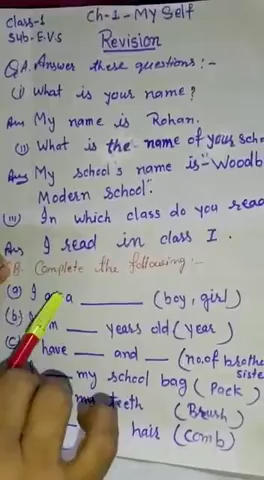 Class-1 Ch-1-My Self
Sub-E.V.S
Revision
Q A. Answer these questions:-
(i) What is your name?
Ans My name is Rohan.
(ii) What is the name of your
Ans My school's name is "Woodb
Modern school".
(iii) In which class do you read
Ans I read in class I.
B. Complete the following:-
(a) I a ______ (boy, girl)
(b) ___ years old (year)
(c) have ___ and ___ (no. of brothe
siste
___ my school bag (Pack)
teeth (Brush)
___ hair (comb)